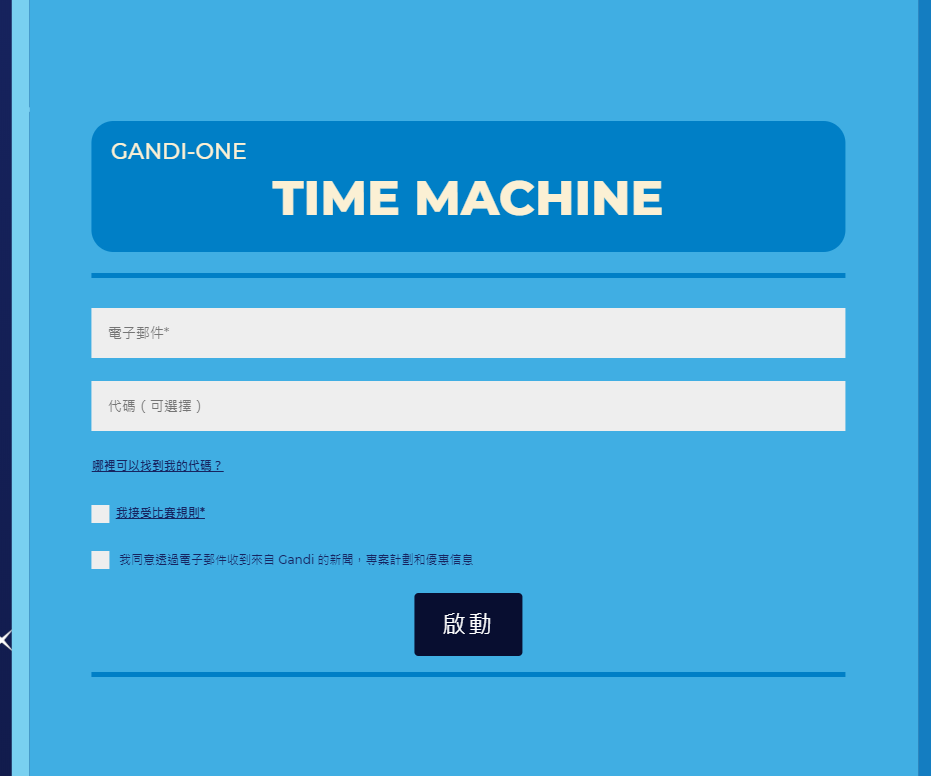 GANDI-ONE
TIME MACHINE
電子郵件*
代碼 ( 可選擇 )
哪裡可以找到我的代碼？
我接受比賽規則*
我同意透過電子郵件收到來自 Gandi 的新聞，專案計劃和優惠信息
啟動